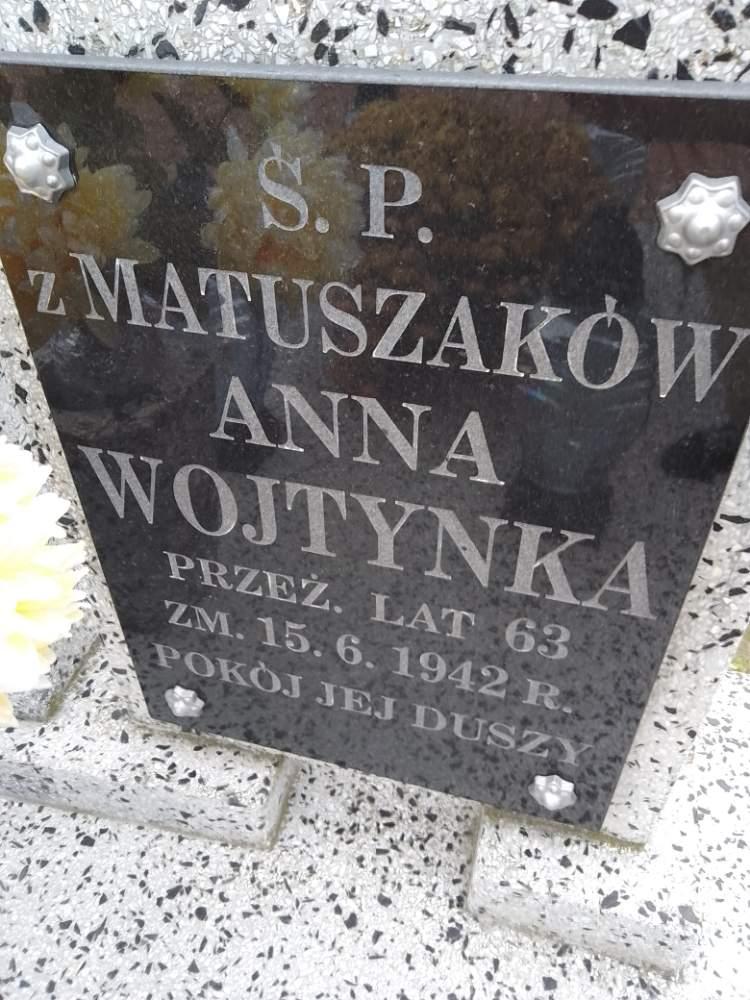 Ś. P.
z MATUSZAKÓW
ANNA
WOJTYNKA
PRZEŻ. LAT 63
ZM. 15. 6. 1942 R.
POKÓJ JEJ DUSZY